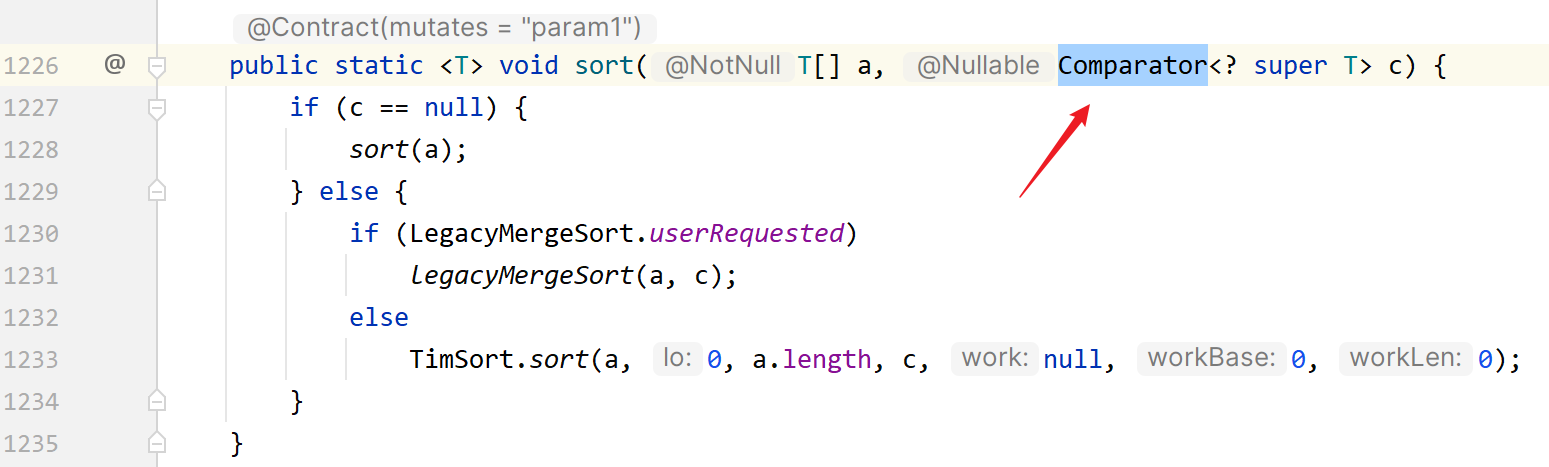 @Contract(mutates = "param1")
1226 @ public static <T> void sort( @NotNull T[] a, @Nullable Comparator<? super T> c) {
1227 if (c == null) {
1228 sort(a);
1229 } else {
1230 if (LegacyMergeSort.userRequested)
1231 legacyMergeSort(a, c);
1232 else
1233 TimSort.sort(a, lo: 0, a.length, c, work: null, workBase: 0, workLen: 0);
1234 }
1235 }